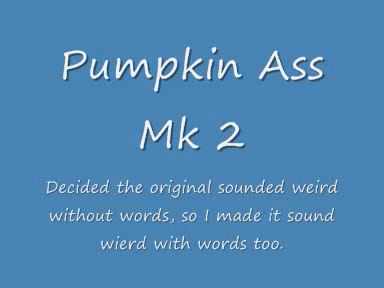 Pumpkin Ass
Mk 2
Decided the original sounded weird
without words, so I made it sound
wierd with words too.